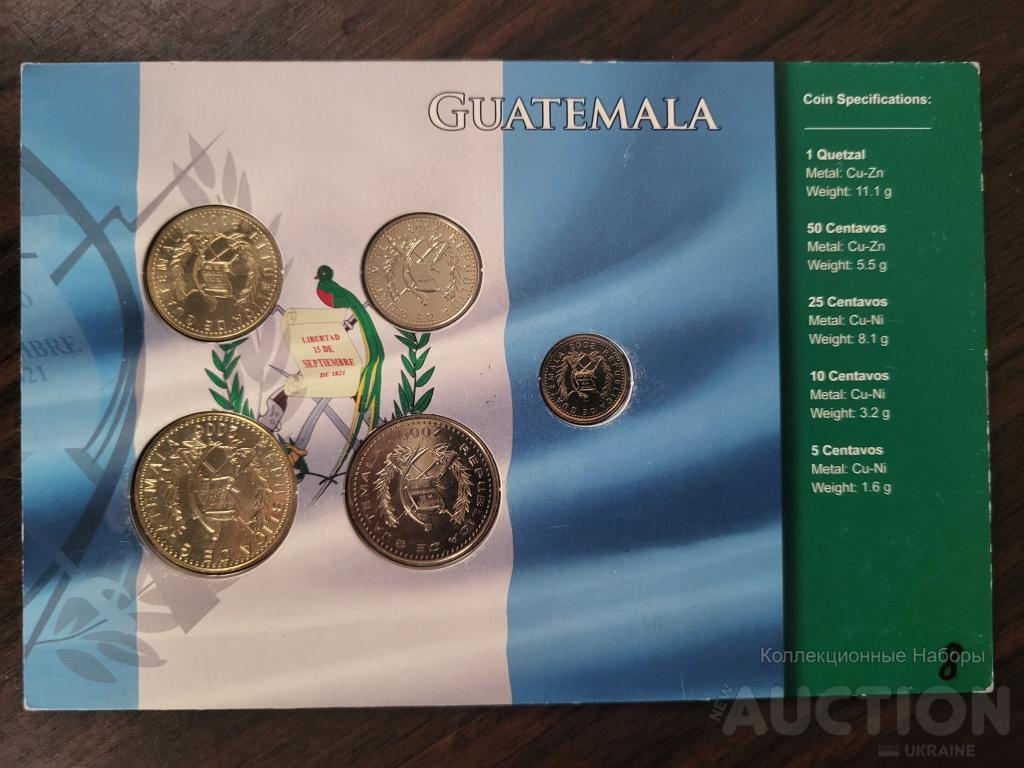 GUATEMALA
Coin Specifications:
1 Quetzal
Metal: Cu-Zn
Weight: 11.1 g
50 Centavos
Metal: Cu-Zn
Weight: 5.5 g
25 Centavos
Metal: Cu-Ni
Weight: 8.1 g
10 Centavos
Metal: Cu-Ni
Weight: 3.2 g
5 Centavos
Metal: Cu-Ni
Weight: 1.6 g
LIBERTAD
15 DE
SEPTIEMBRE
DE 1821
Коллекционные Наборы
8
NEW
AUCTION
UKRAINE